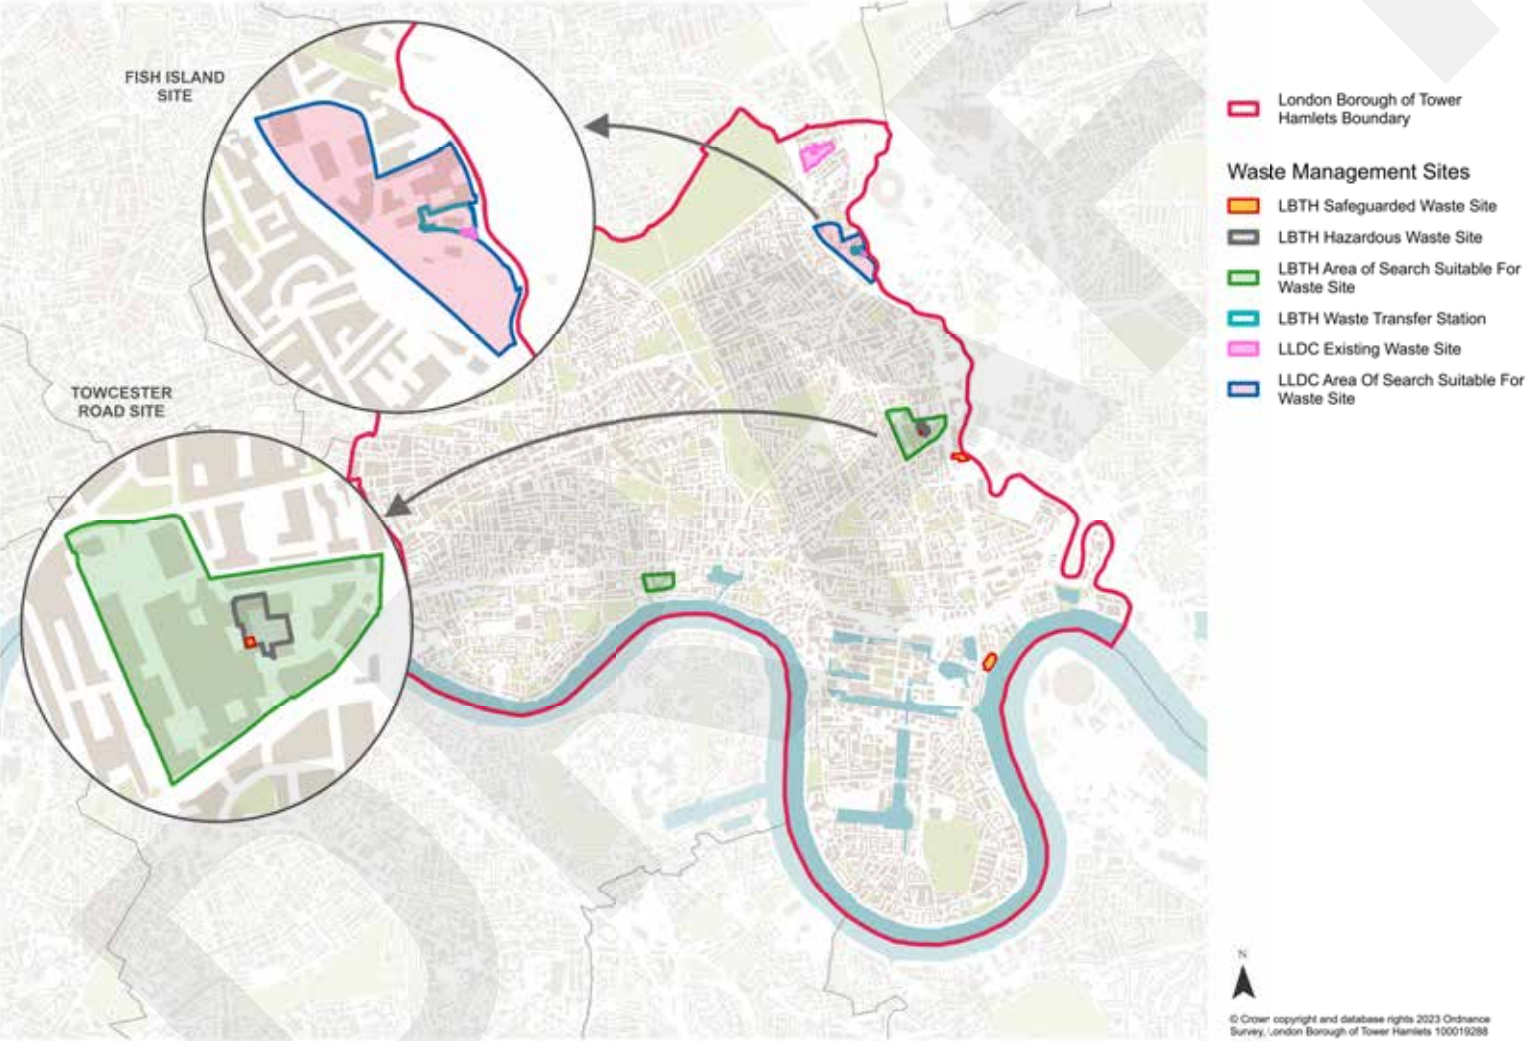 FISH ISLAND
SITE
TOWCESTER
ROAD SITE
London Borough of Tower
Hamlets Boundary
Waste Management Sites
LBTH Safeguarded Waste Site
LBTH Hazardous Waste Site
LBTH Area of Search Suitable For
Waste Site
LBTH Waste Transfer Station
LLDC Existing Waste Site
LLDC Area Of Search Suitable For
Waste Site
N
© Crown copyright and database rights 2023 Ordnance
Survey, London Borough of Tower Hamlets 100019288